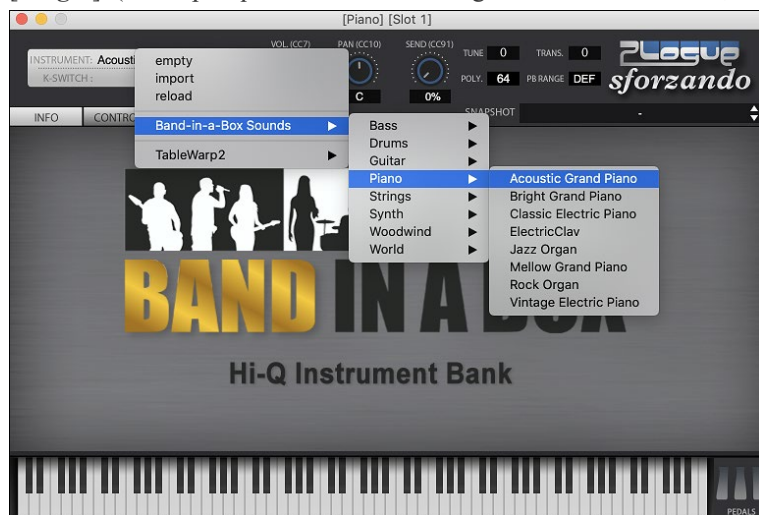 [Piano] [Slot 1]
VOL. (CC7) PAN (CC10) SEND (CC91)
INSTRUMENT: Acousti
K-SWITCH :
TUNE 0 TRANS. 0
POLY. 64 PB RANGE DEF
C 0%
Plogue
sforzando
INFO CONTRO
SNAPSHOT -
empty
import
reload
Band-in-a-Box Sounds
TableWarp2
Bass
Drums
Guitar
Piano
Strings
Synth
Woodwind
World
Acoustic Grand Piano
Bright Grand Piano
Classic Electric Piano
ElectricClav
Jazz Organ
Mellow Grand Piano
Rock Organ
Vintage Electric Piano
BAND IN A BOX
Hi-Q Instrument Bank
PEDALS